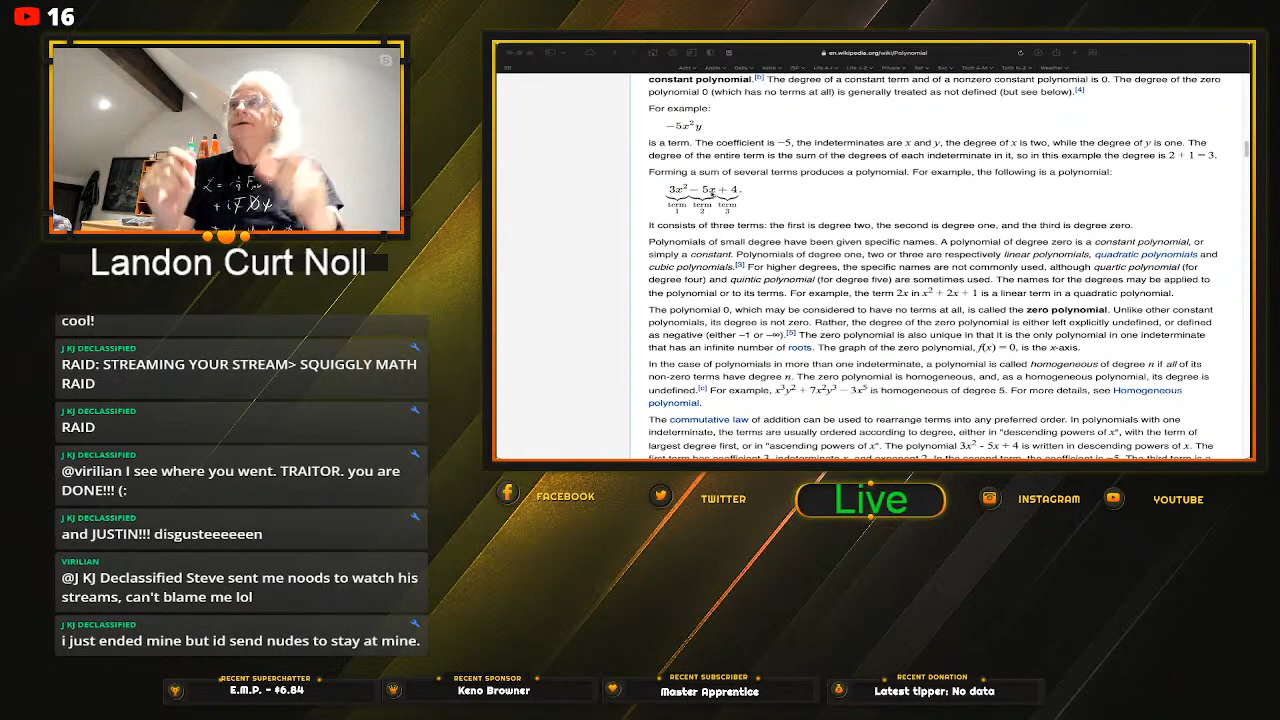 16
Landon Curt Noll
cool!
J KJ DECLASSIFIED
RAID: STREAMING YOUR STREAM> SQUIGGLY MATH
RAID
J KJ DECLASSIFIED
RAID
J KJ DECLASSIFIED
@virilian I see where you went. TRAITOR. you are
DONE!!! (:
J KJ DECLASSIFIED
and JUSTIN!!! disgusteeeeen
VIRILIAN
@J KJ Declassified Steve sent me noods to watch his
streams, can't blame me lol
J KJ DECLASSIFIED
i just ended mine but id send nudes to stay at mine.
en.wikipedia.org/wiki/Polynomial
constant polynomial.[b] The degree of a constant term and of a nonzero constant polynomial is 0. The degree of the zero
polynomial 0 (which has no terms at all) is generally treated as not defined (but see below).[4]
For example:
−5x²y
is a term. The coefficient is −5, the indeterminates are x and y, the degree of x is two, while the degree of y is one. The
degree of the entire term is the sum of the degrees of each indeterminate in it, so in this example the degree is 2 + 1 = 3.
Forming a sum of several terms produces a polynomial. For example, the following is a polynomial:
3x² − 5x + 4.
term term term
1 2 3
It consists of three terms: the first is degree two, the second is degree one, and the third is degree zero.
Polynomials of small degree have been given specific names. A polynomial of degree zero is a constant polynomial, or
simply a constant. Polynomials of degree one, two or three are respectively linear polynomials, quadratic polynomials and
cubic polynomials.[3] For higher degrees, the specific names are not commonly used, although quartic polynomial (for
degree four) and quintic polynomial (for degree five) are sometimes used. The names for the degrees may be applied to
the polynomial or to its terms. For example, the term 2x in x² + 2x + 1 is a linear term in a quadratic polynomial.
The polynomial 0, which may be considered to have no terms at all, is called the zero polynomial. Unlike other constant
polynomials, its degree is not zero. Rather, the degree of the zero polynomial is either left explicitly undefined, or defined
as negative (either −1 or −∞).[5] The zero polynomial is also unique in that it is the only polynomial in one indeterminate
that has an infinite number of roots. The graph of the zero polynomial, f(x) = 0, is the x-axis.
In the case of polynomials in more than one indeterminate, a polynomial is called homogeneous of degree n if all of its
non-zero terms have degree n. The zero polynomial is homogeneous, and, as a homogeneous polynomial, its degree is
undefined.[c] For example, x³y² + 7x²y³ − 3x⁵ is homogeneous of degree 5. For more details, see Homogeneous
polynomial.
The commutative law of addition can be used to rearrange terms into any preferred order. In polynomials with one
indeterminate, the terms are usually ordered according to degree, either in "descending powers of x", with the term of
largest degree first, or in "ascending powers of x". The polynomial 3x² - 5x + 4 is written in descending powers of x. The
FACEBOOK
TWITTER
Live
INSTAGRAM
YOUTUBE
RECENT SUPERCHATTER
E.M.P. - $6.84
RECENT SPONSOR
Keno Browner
RECENT SUBSCRIBER
Master Apprentice
RECENT DONATION
Latest tipper: No data